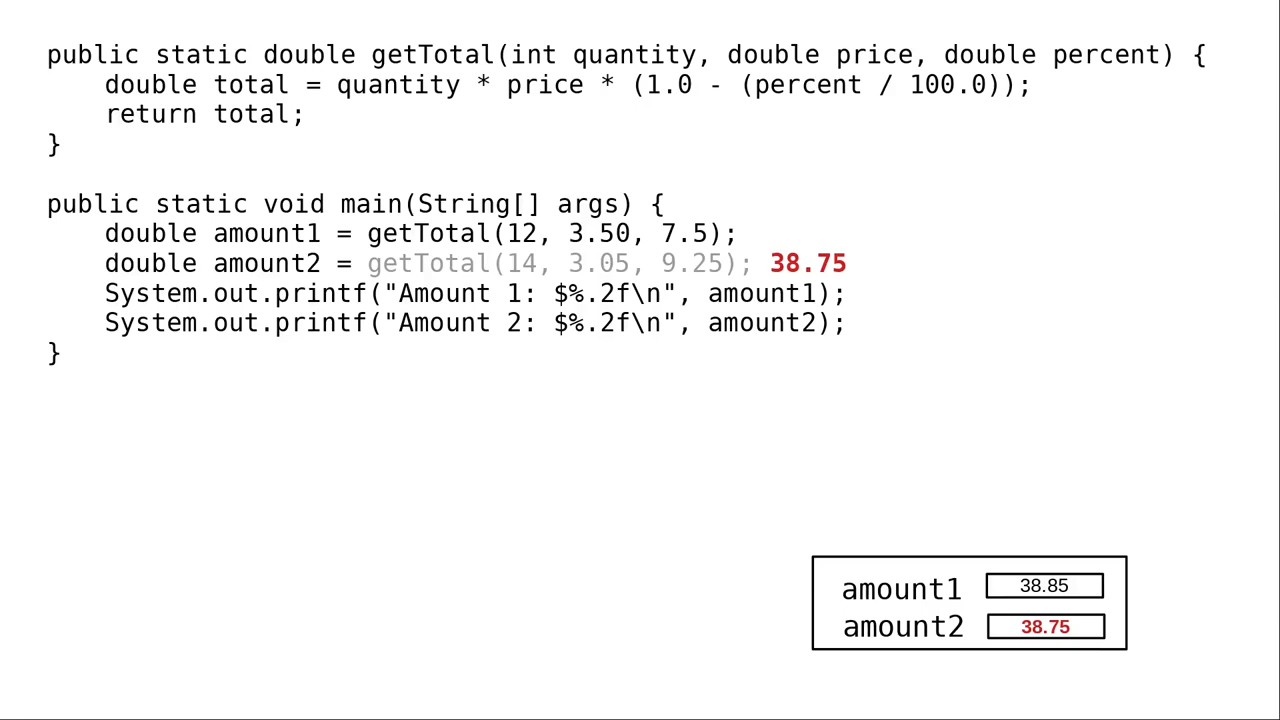 public static double getTotal(int quantity, double price, double percent) {
    double total = quantity * price * (1.0 - (percent / 100.0));
    return total;
}

public static void main(String[] args) {
    double amount1 = getTotal(12, 3.50, 7.5);
    double amount2 = getTotal(14, 3.05, 9.25); 38.75
    System.out.printf("Amount 1: $%.2f\n", amount1);
    System.out.printf("Amount 2: $%.2f\n", amount2);
}
amount1 38.85
amount2 38.75